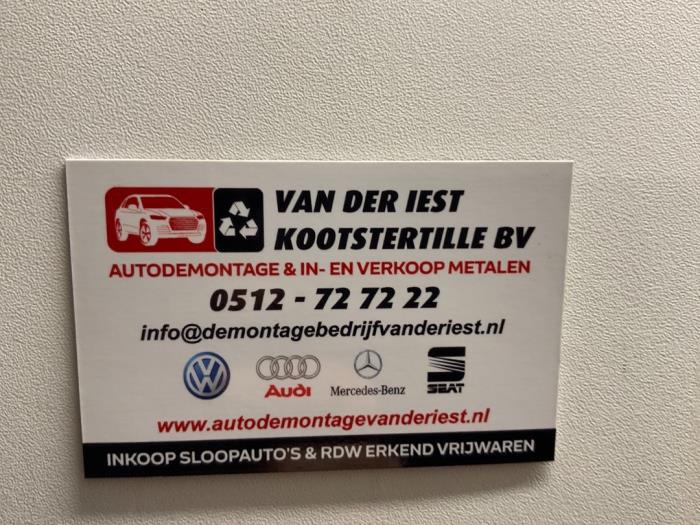 VAN DER IEST
KOOTSTERTILLE BV
AUTODEMONTAGE & IN- EN VERKOOP METALEN
0512 - 72 72 22
info@demontagebedrijfvanderiest.nl
Audi Mercedes-Benz SEAT
www.autodemontagevanderiest.nl
INKOOP SLOOPAUTO'S & RDW ERKEND VRIJWAREN